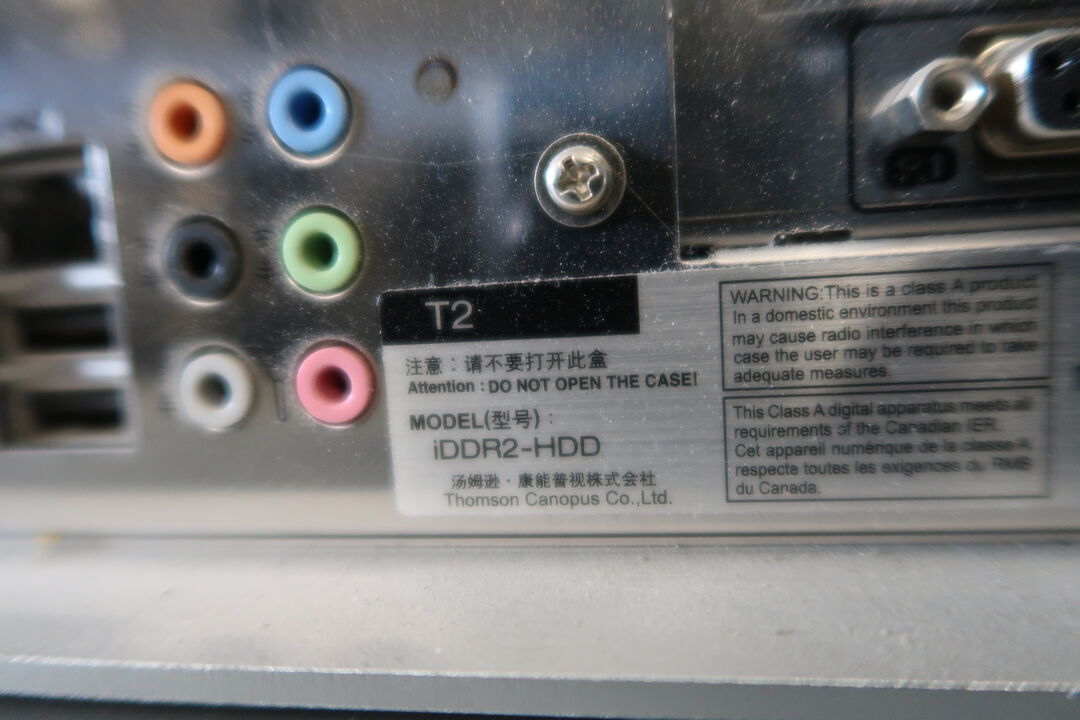 T2
注意：请不要打开此盒
Attention : DO NOT OPEN THE CASE!
MODEL(型号) :
iDDR2-HDD
汤姆逊·康能普视株式会社
Thomson Canopus Co.,Ltd.
WARNING:This is a class A product.
In a domestic environment this product
may cause radio interference in which
case the user may be required to take
adequate measures.
This Class A digital apparatus meets all
requirements of the Canadian IER.
Cet appareil numérique de la classe A
respecte toutes les exigences du RMB
du Canada.